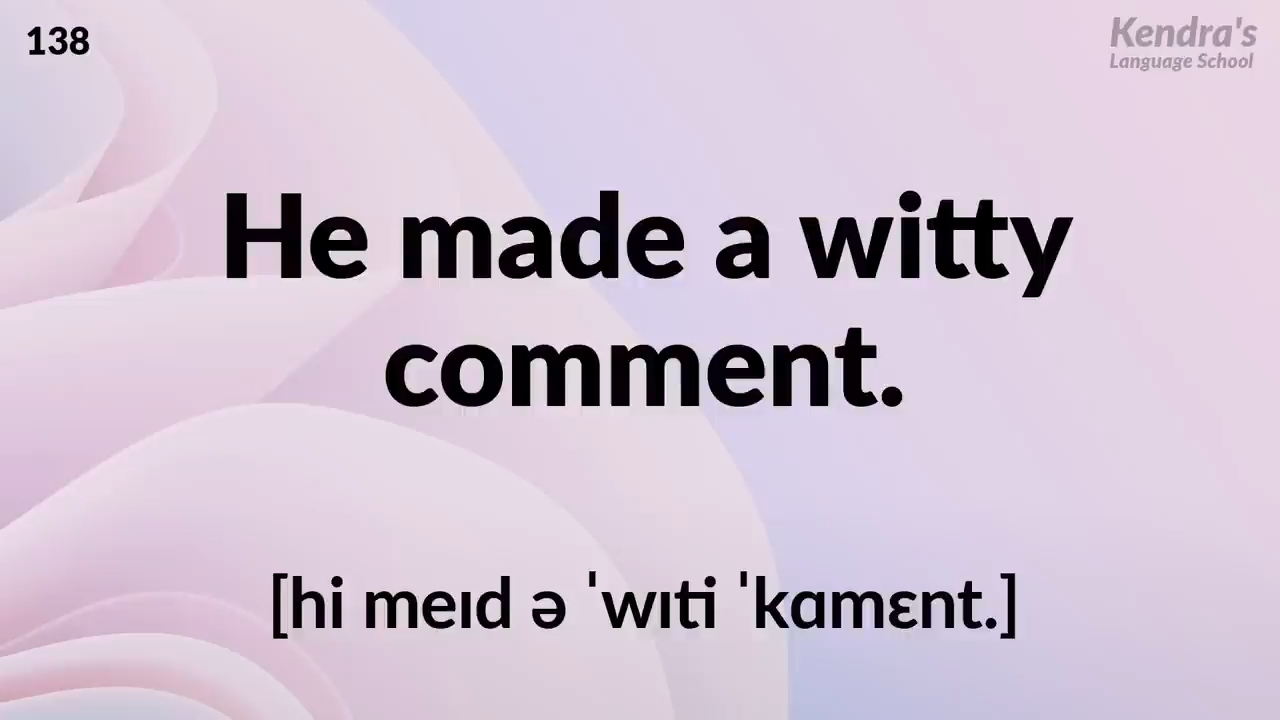 138
Kendra's
Language School
He made a witty
comment.
[hi meɪd ə ˈwɪti ˈkɑmɛnt.]